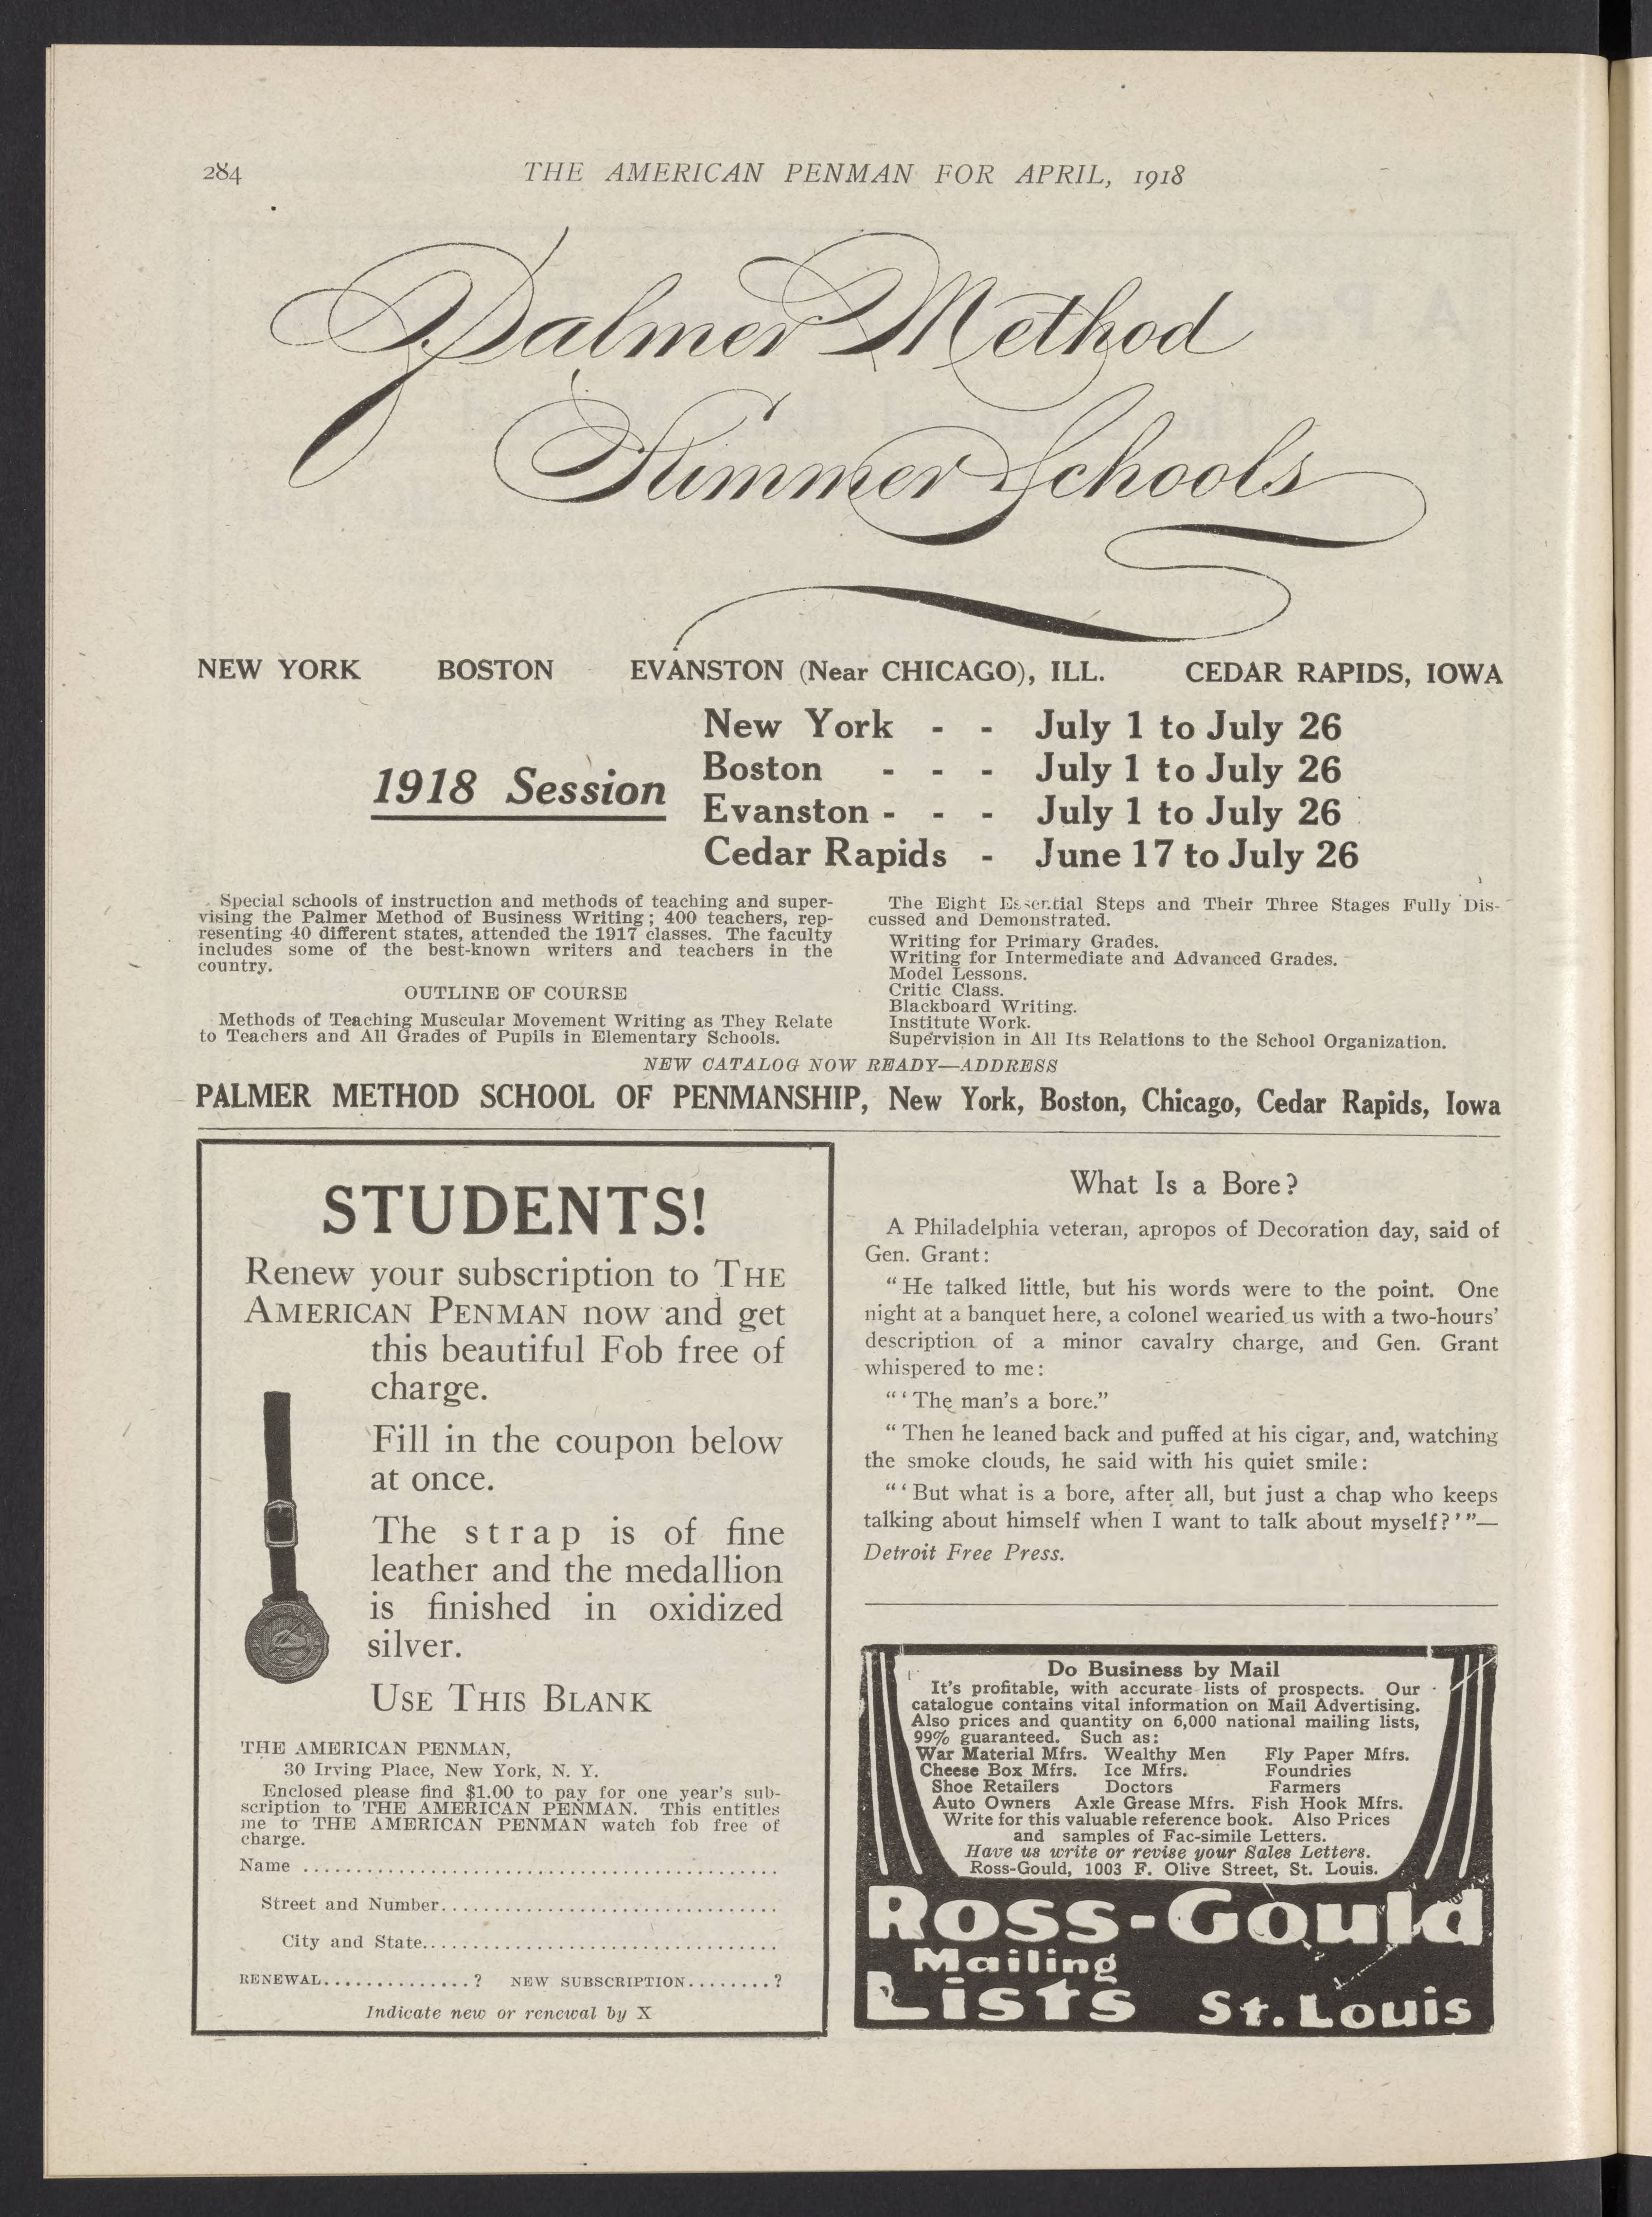 284
THE AMERICAN PENMAN FOR APRIL, 1918
Palmer Method
Summer Schools
NEW YORK BOSTON EVANSTON (Near CHICAGO), ILL. CEDAR RAPIDS, IOWA
1918 Session
New York - - July 1 to July 26
Boston - - - July 1 to July 26
Evanston - - - July 1 to July 26
Cedar Rapids - June 17 to July 26
Special schools of instruction and methods of teaching and super-
vising the Palmer Method of Business Writing; 400 teachers, rep-
resenting 40 different states, attended the 1917 classes. The faculty
includes some of the best-known writers and teachers in the
country.
OUTLINE OF COURSE
Methods of Teaching Muscular Movement Writing as They Relate
to Teachers and All Grades of Pupils in Elementary Schools.
The Eight Essential Steps and Their Three Stages Fully Dis-
cussed and Demonstrated.
Writing for Primary Grades.
Writing for Intermediate and Advanced Grades.
Model Lessons.
Critic Class.
Blackboard Writing.
Institute Work.
Supervision in All Its Relations to the School Organization.
NEW CATALOG NOW READY—ADDRESS
PALMER METHOD SCHOOL OF PENMANSHIP, New York, Boston, Chicago, Cedar Rapids, Iowa
STUDENTS!
Renew your subscription to THE
AMERICAN PENMAN now and get
this beautiful Fob free of
charge.
Fill in the coupon below
at once.
The strap is of fine
leather and the medallion
is finished in oxidized
silver.
USE THIS BLANK
THE AMERICAN PENMAN,
30 Irving Place, New York, N. Y.
Enclosed please find $1.00 to pay for one year's sub-
scription to THE AMERICAN PENMAN. This entitles
me to THE AMERICAN PENMAN watch fob free of
charge.
Name ..............................................
Street and Number................................
City and State..................................
RENEWAL..............? NEW SUBSCRIPTION........?
Indicate new or renewal by X
What Is a Bore?
A Philadelphia veteran, apropos of Decoration day, said of
Gen. Grant:
"He talked little, but his words were to the point. One
night at a banquet here, a colonel wearied us with a two-hours'
description of a minor cavalry charge, and Gen. Grant
whispered to me:
"'The man's a bore."
"Then he leaned back and puffed at his cigar, and, watching
the smoke clouds, he said with his quiet smile:
"'But what is a bore, after all, but just a chap who keeps
talking about himself when I want to talk about myself?'"—
Detroit Free Press.
Do Business by Mail
It's profitable, with accurate lists of prospects. Our
catalogue contains vital information on Mail Advertising.
Also prices and quantity on 6,000 national mailing lists,
99% guaranteed. Such as:
War Material Mfrs. Wealthy Men Fly Paper Mfrs.
Cheese Box Mfrs. Ice Mfrs. Foundries
Shoe Retailers Doctors Farmers
Auto Owners Axle Grease Mfrs. Fish Hook Mfrs.
Write for this valuable reference book. Also Prices
and samples of Fac-simile Letters.
Have us write or revise your Sales Letters.
Ross-Gould, 1003 F. Olive Street, St. Louis.
Ross-Gould
Mailing
Lists St. Louis